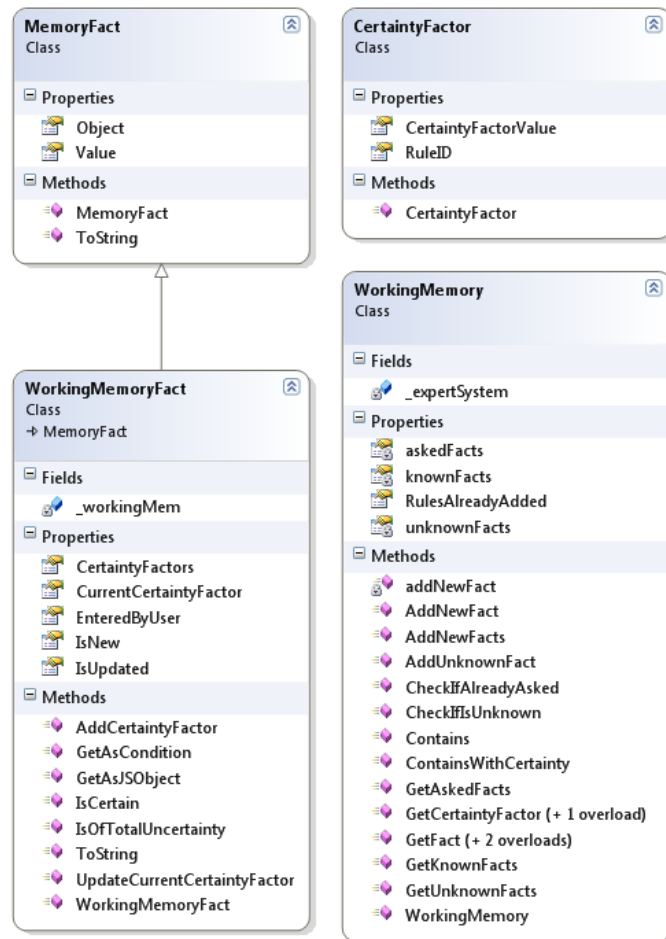 MemoryFact
Class
Properties
Object
Value
Methods
MemoryFact
ToString
CertaintyFactor
Class
Properties
CertaintyFactorValue
RuleID
Methods
CertaintyFactor
WorkingMemoryFact
Class
MemoryFact
Fields
_workingMem
Properties
CertaintyFactors
CurrentCertaintyFactor
EnteredByUser
IsNew
IsUpdated
Methods
AddCertaintyFactor
GetAsCondition
GetAsJSObject
IsCertain
IsOfTotalUncertainty
ToString
UpdateCurrentCertaintyFactor
WorkingMemoryFact
WorkingMemory
Class
Fields
_expertSystem
Properties
askedFacts
knownFacts
RulesAlreadyAdded
unknownFacts
Methods
addNewFact
AddNewFact
AddNewFacts
AddUnknownFact
CheckIfAlreadyAsked
CheckIfIsUnknown
Contains
ContainsWithCertainty
GetAskedFacts
GetCertaintyFactor (+ 1 overload)
GetFact (+ 2 overloads)
GetKnownFacts
GetUnknownFacts
WorkingMemory